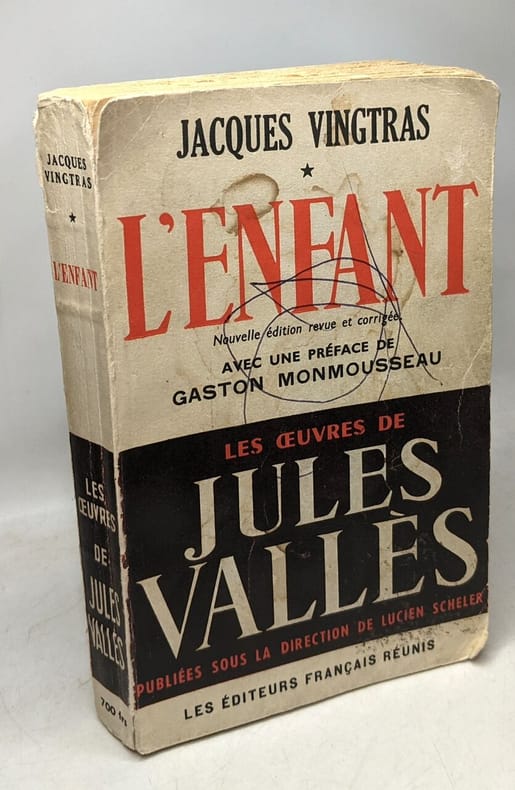 JACQUES VINGTRAS
L'ENFANT
Nouvelle édition revue et corrigée
AVEC UNE PRÉFACE DE
GASTON MONMOUSSEAU
LES ŒUVRES DE
JULES
VALLÈS
PUBLIÉES SOUS LA DIRECTION DE LUCIEN SCHELER
LES ÉDITEURS FRANÇAIS RÉUNIS
JACQUES
VINGTRAS
L'ENFANT
LES
ŒUVRES
DE
JULES
VALLÈS
700 fr